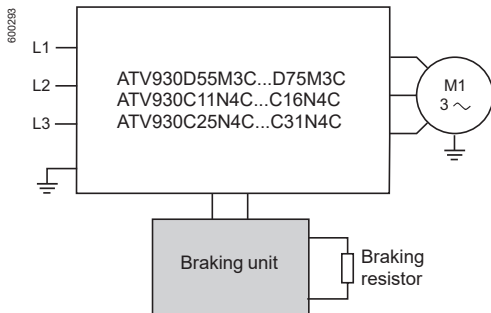 600293
L1
L2
L3
ATV930D55M3C...D75M3C
ATV930C11N4C...C16N4C
ATV930C25N4C...C31N4C
M1
3 ~
Braking unit
Braking
resistor